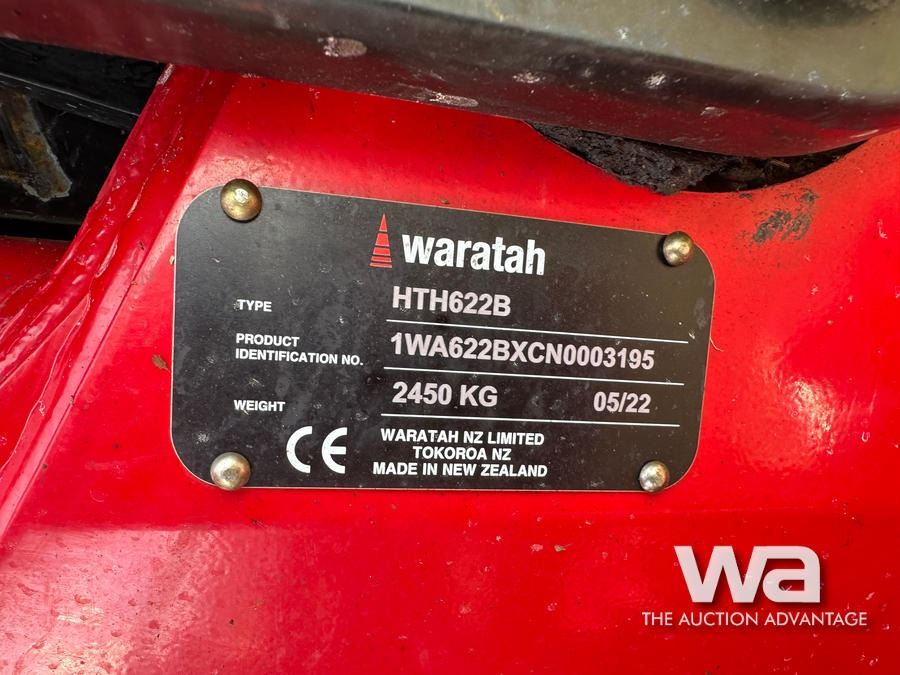 waratah
TYPE HTH622B
PRODUCT
IDENTIFICATION NO. 1WA622BXCN0003195
WEIGHT 2450 KG 05/22
CE WARATAH NZ LIMITED
TOKOROA NZ
MADE IN NEW ZEALAND
wa
THE AUCTION ADVANTAGE